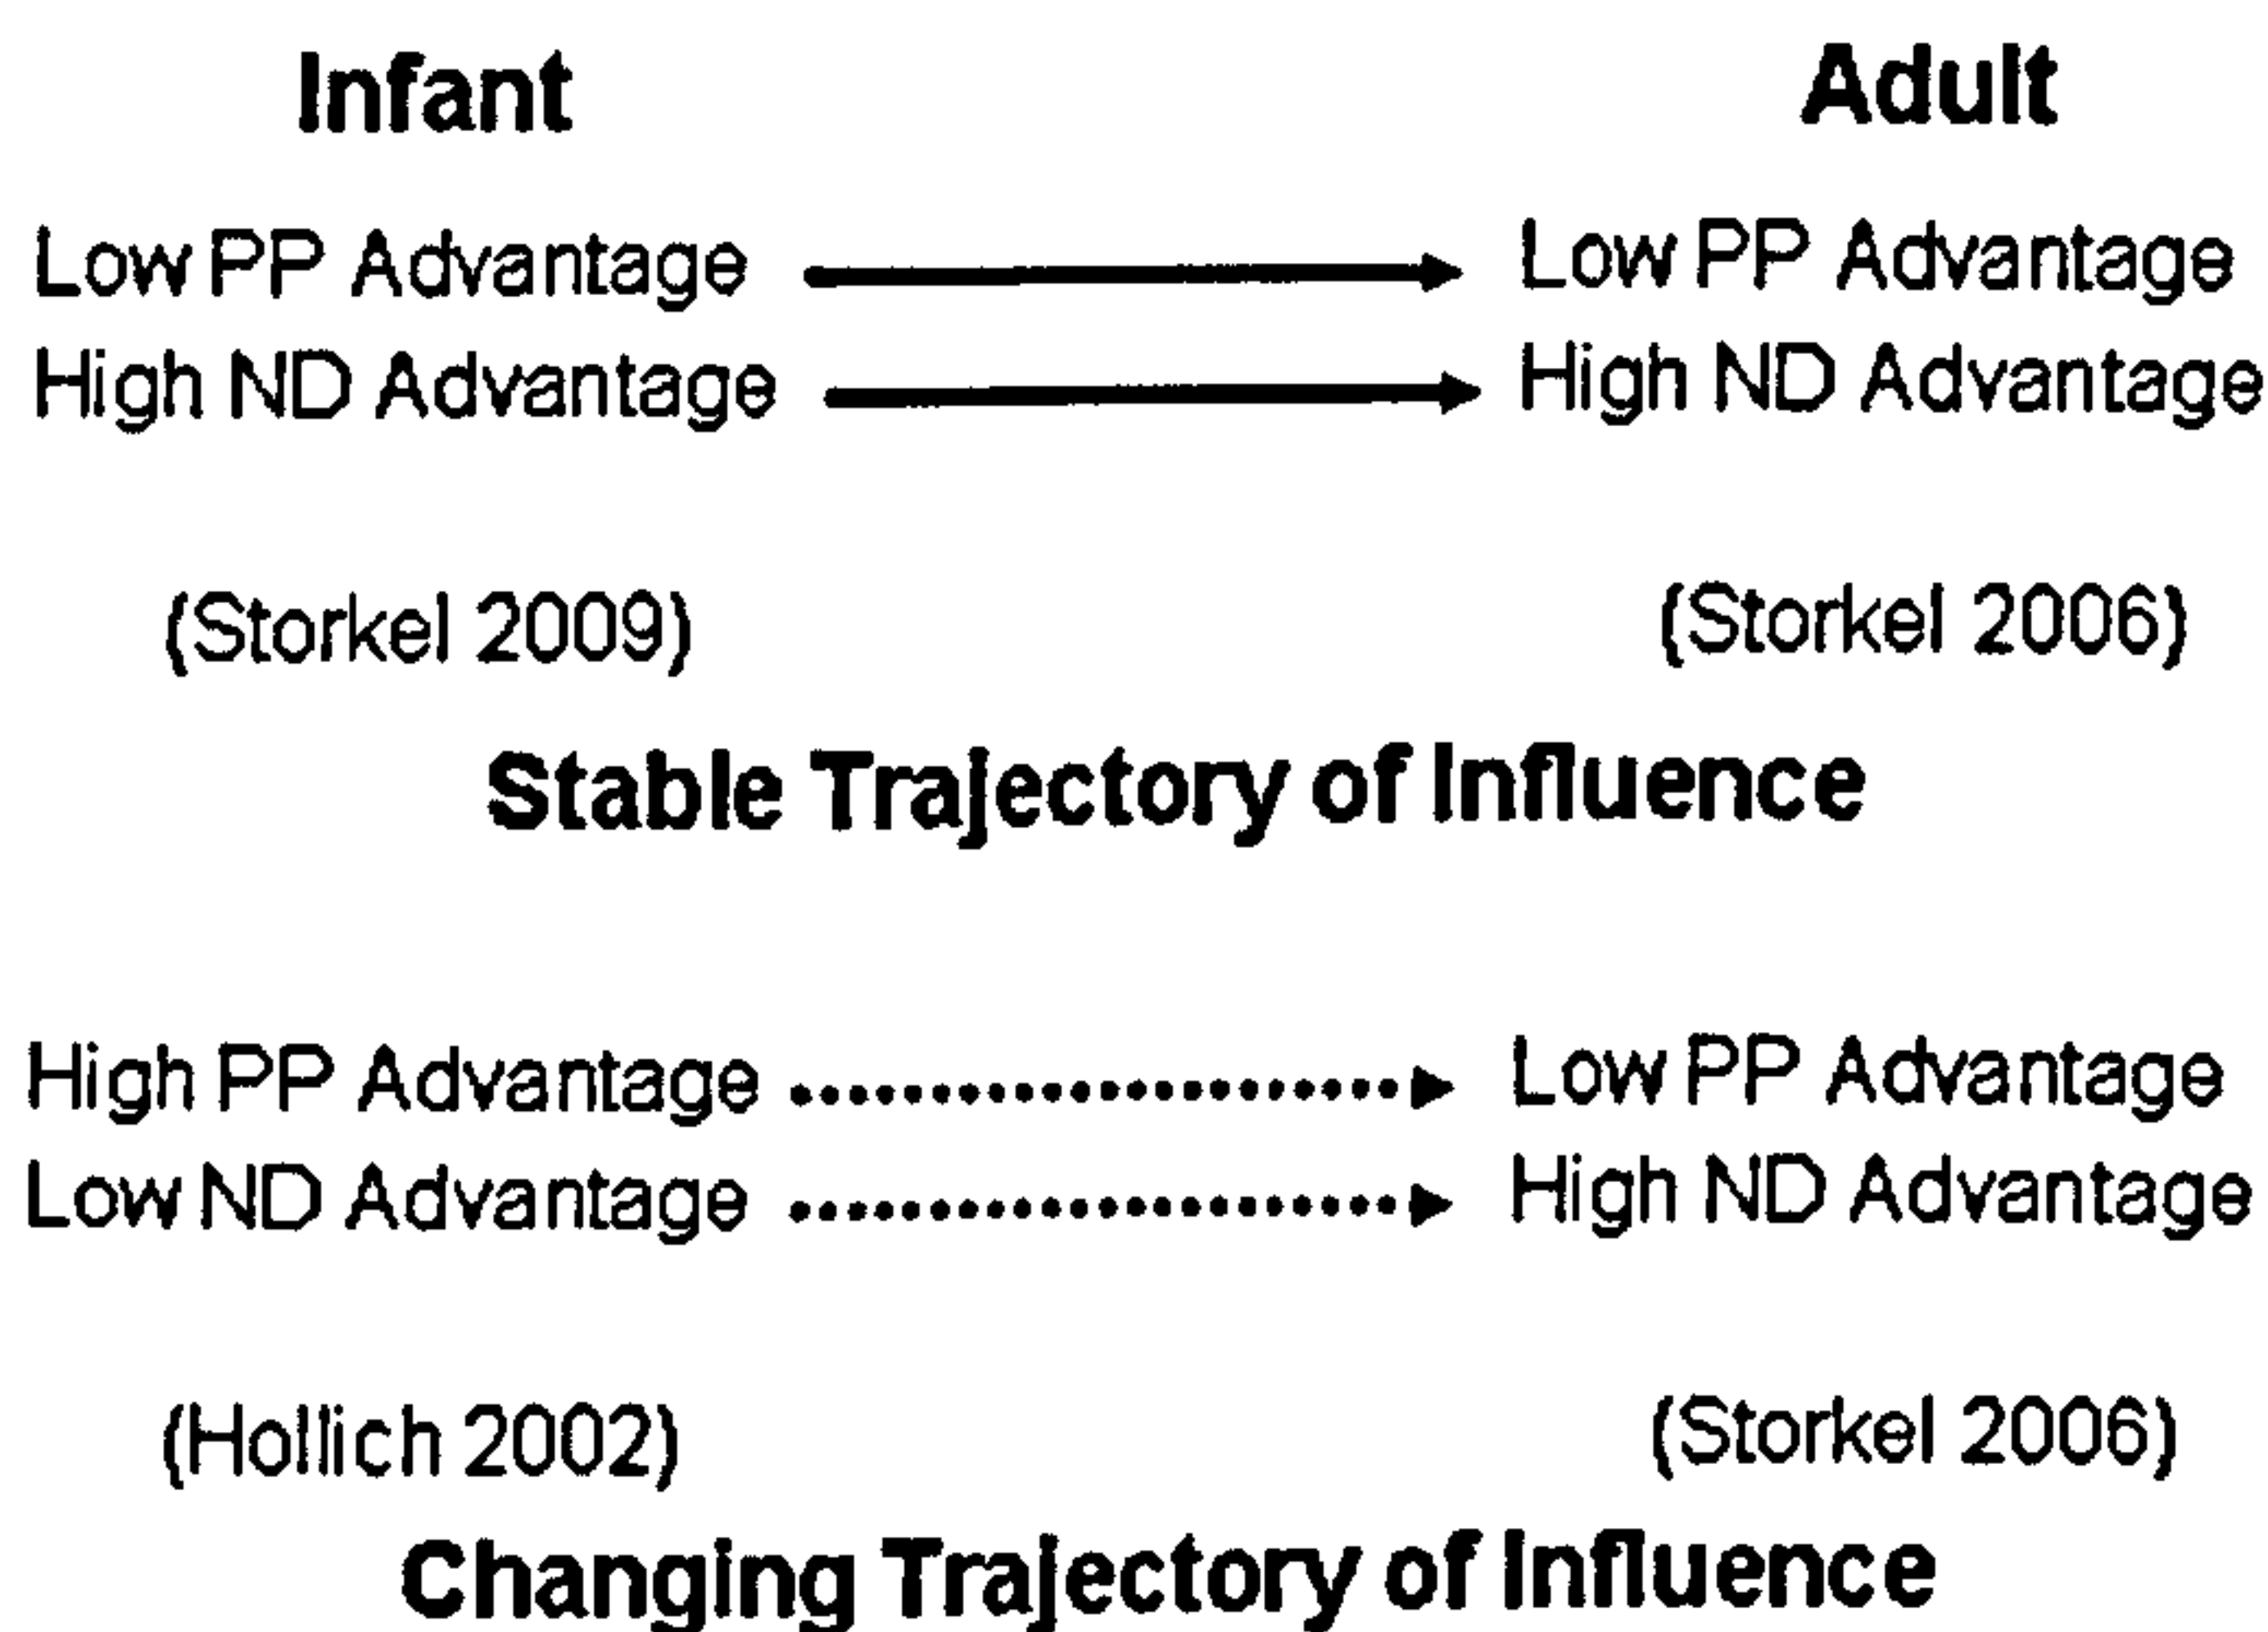 Infant Adult
Low PP Advantage Low PP Advantage
High ND Advantage High ND Advantage
(Storkel 2009) (Storkel 2006)
Stable Trajectory of Influence
High PP Advantage Low PP Advantage
Low ND Advantage High ND Advantage
(Hollich 2002) (Storkel 2006)
Changing Trajectory of Influence